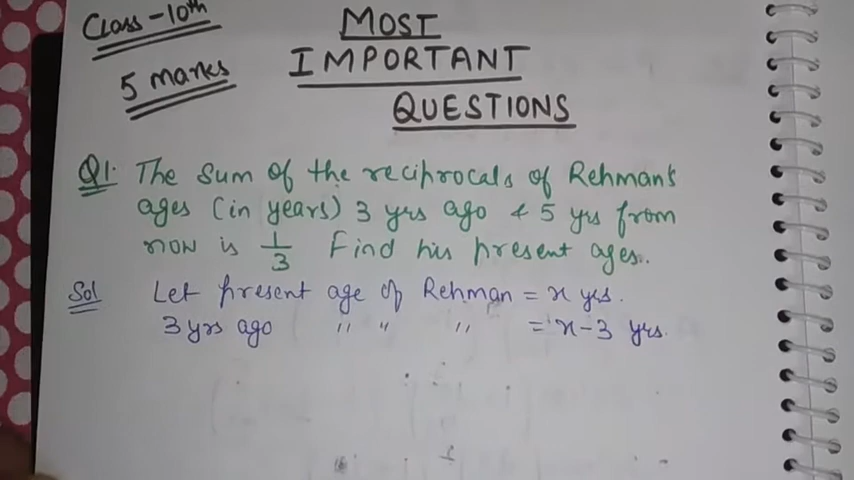 Class-10th
MOST
IMPORTANT
5 marks
QUESTIONS
Q1. The sum of the reciprocals of Rehman's
ages (in years) 3 yrs ago & 5 yrs from
now is 1/3 Find his present ages.
Sol Let present age of Rehman = x yrs.
3 yrs ago " " " = x-3 yrs.